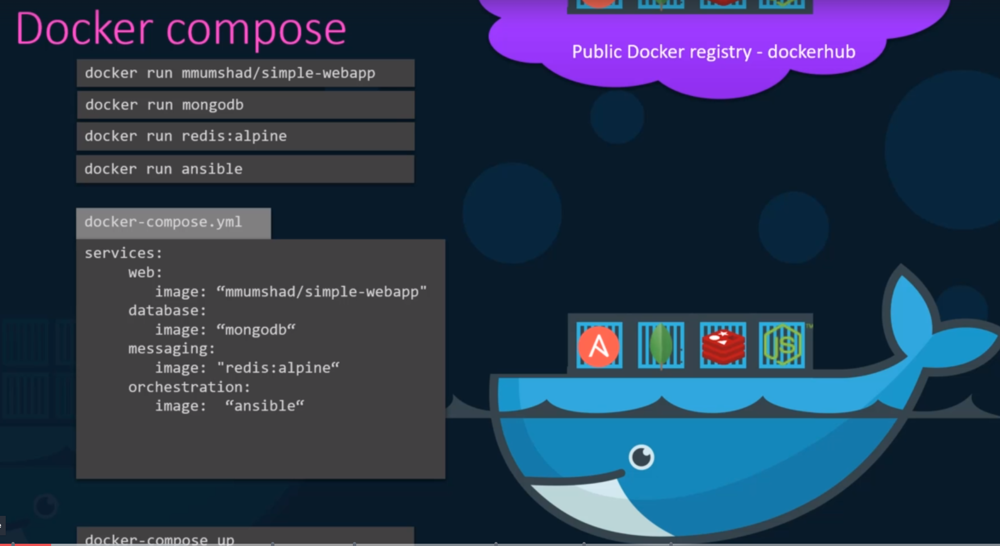 Docker compose
Public Docker registry - dockerhub
docker run mmumshad/simple-webapp
docker run mongodb
docker run redis:alpine
docker run ansible
docker-compose.yml
services:
web:
image: “mmumshad/simple-webapp"
database:
image: “mongodb“
messaging:
image: "redis:alpine“
orchestration:
image: “ansible“
JS
TM
docker-compose up